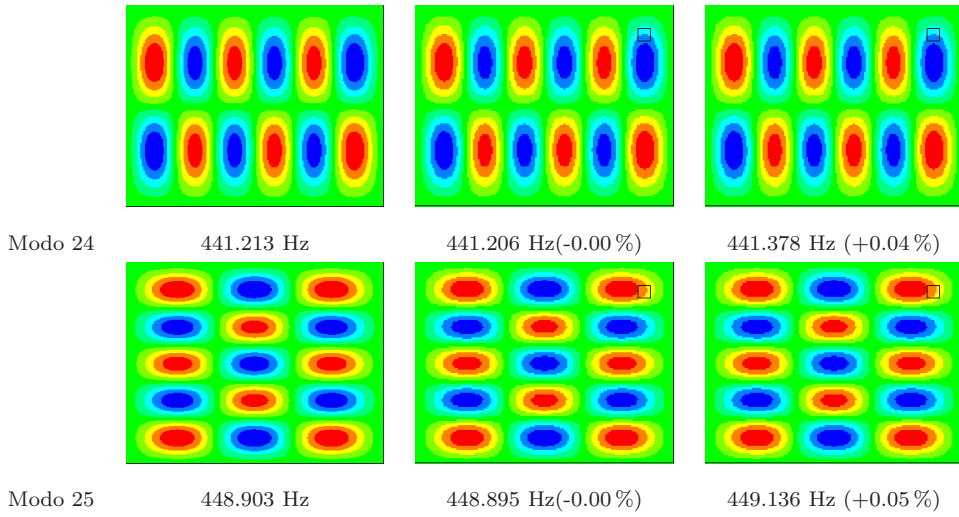 Modo 24 441.213 Hz 441.206 Hz(-0.00 %) 441.378 Hz (+0.04 %)
Modo 25 448.903 Hz 448.895 Hz(-0.00 %) 449.136 Hz (+0.05 %)